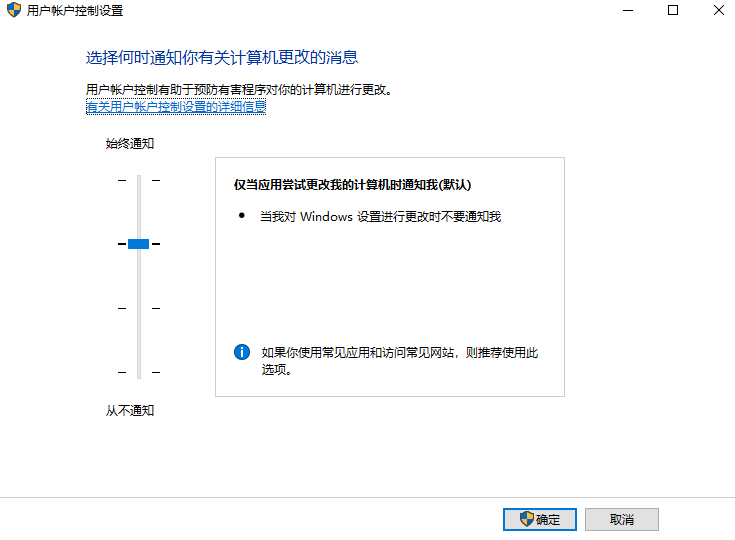 用户帐户控制设置
选择何时通知你有关计算机更改的消息
用户帐户控制有助于预防有害程序对你的计算机进行更改。
有关用户帐户控制设置的详细信息
始终通知
仅当应用尝试更改我的计算机时通知我(默认)
● 当我对 Windows 设置进行更改时不要通知我
如果你使用常见应用和访问常见网站，则推荐使用此
选项。
从不通知
确定
取消